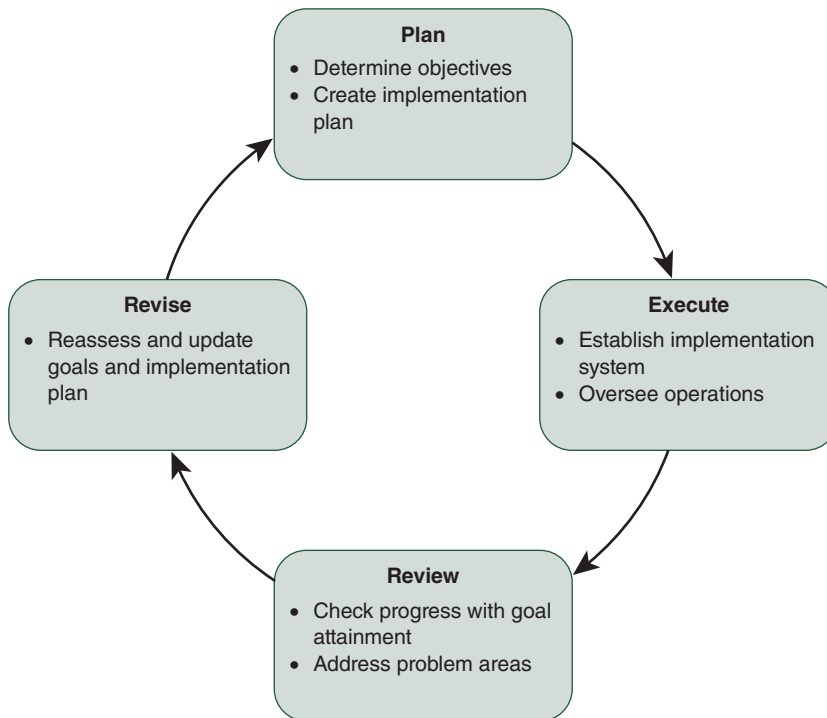 Plan
• Determine objectives
• Create implementation
plan
Execute
• Establish implementation
system
• Oversee operations
Review
• Check progress with goal
attainment
• Address problem areas
Revise
• Reassess and update
goals and implementation
plan